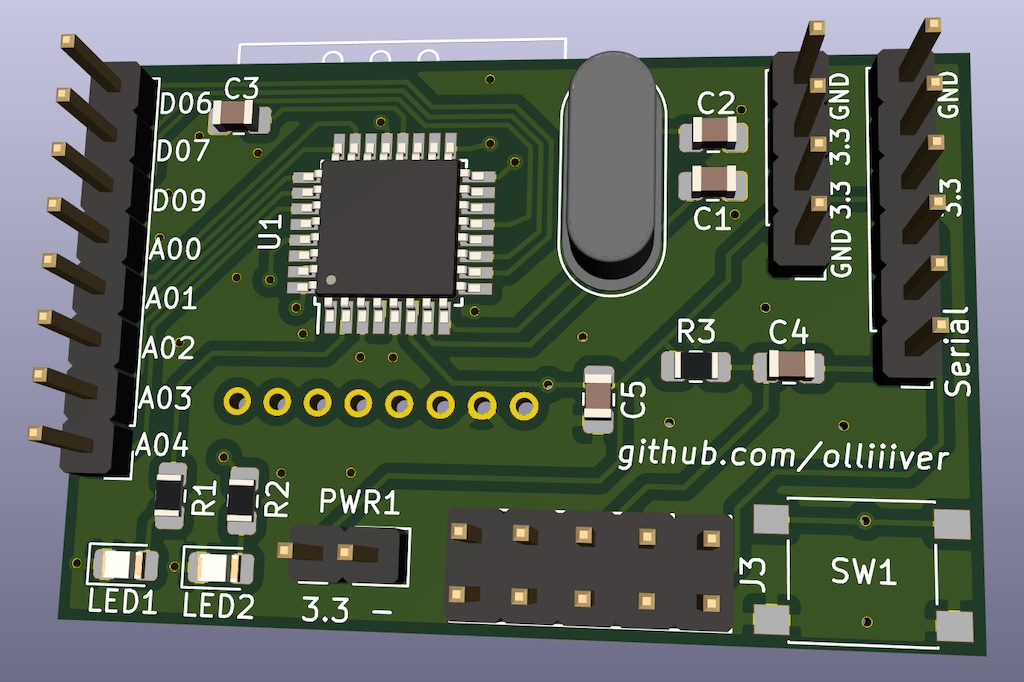 C3
D06
D07
D09
A00
A01
A02
A03
A04
U1
C2
C1
GND
3.3
3.3
GND
GND
3.3
Serial
R3
C4
C5
github.com/olliiiver
R1
R2
PWR1
LED1
LED2
3.3 -
J3
SW1